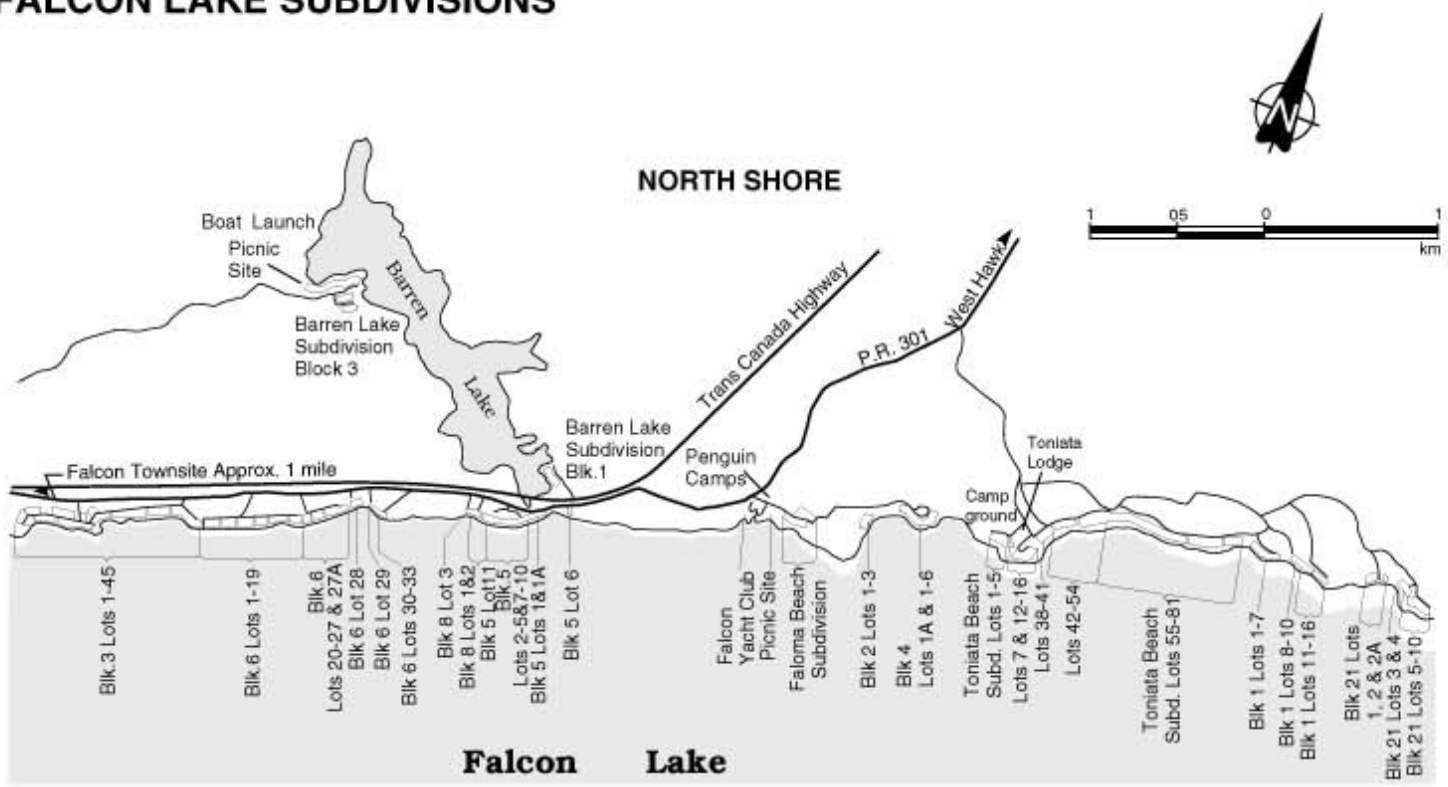 FALCON LAKE SUBDIVISIONS
N
NORTH SHORE
1 05 0 1
km
Boat Launch
Picnic
Site
Barren
Lake
Barren Lake
Subdivision
Block 3
Trans Canada Highway
P.R. 301
West Hawk
Barren Lake
Subdivision
Blk.1
Falcon Townsite Approx. 1 mile
Penguin
Camps
Toniata
Lodge
Camp
ground
Blk.3 Lots 1-45
Blk.6 Lots 1-19
Blk.6
Lots 20-27 & 27A
Blk 6 Lot 28
Blk 6 Lot 29
Blk 6 Lots 30-33
Blk 8 Lot 3
Blk 8 Lots 1&2
Blk 5 Lot11
Blk.5
Lots 2-5&7-10
Blk 5 Lots 1&1A
Blk 5 Lot 6
Falcon
Yacht Club
Picnic Site
Faloma Beach
Subdivision
Blk 2 Lots 1-3
Blk 4
Lots 1A & 1-6
Toniata Beach
Subd. Lots 1-5
Lots 7 & 12-16
Lots 38-41
Lots 42-54
Toniata Beach
Subd. Lots 55-81
Blk 1 Lots 1-7
Blk 1 Lots 8-10
Blk 1 Lots 11-16
Blk 21 Lots
1, 2 & 2A
Blk 21 Lots 3 & 4
Blk 21 Lots 5-10
Falcon Lake